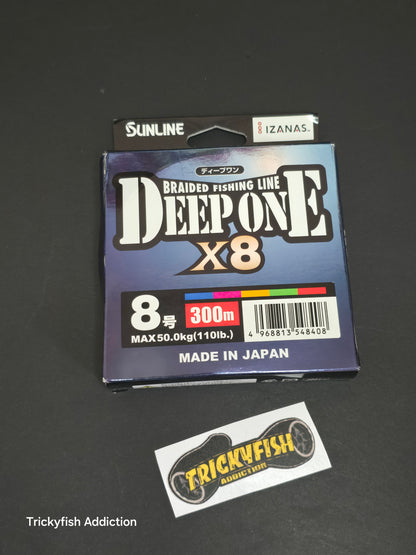 SUNLINE
IZANAS
ディープワン
BRAIDED FISHING LINE
DEEP ONE
X8
8号
300m
MAX50.0kg(110lb.)
4 968813 548408
MADE IN JAPAN
TRICKYFISH
ADDICTION
Trickyfish Addiction